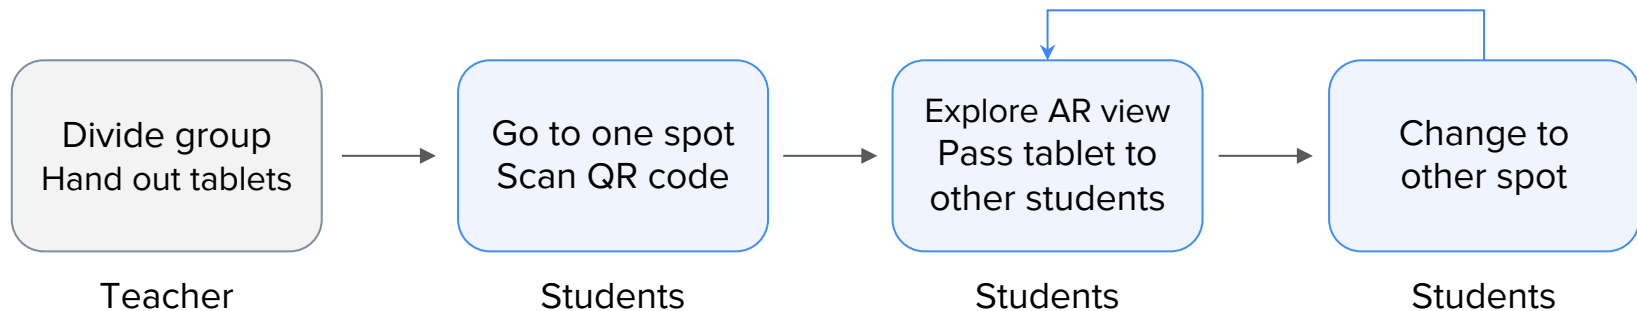 Divide group
Hand out tablets
Teacher
Go to one spot
Scan QR code
Students
Explore AR view
Pass tablet to
other students
Students
Change to
other spot
Students